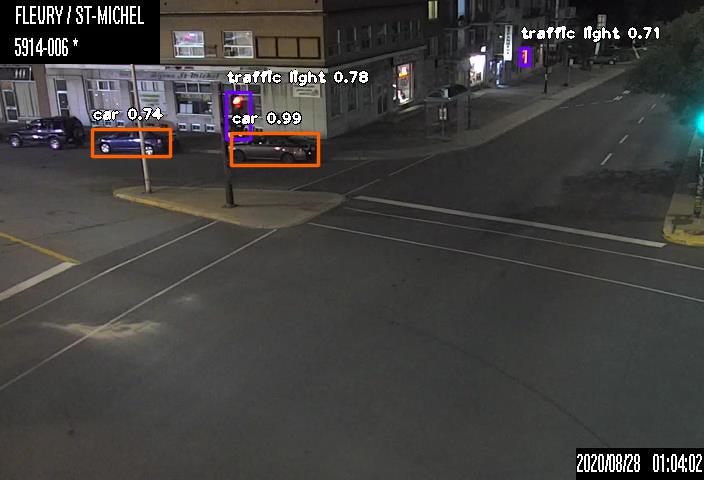 FLEURY / ST-MICHEL
5914-006 *
traffic light 0.71
traffic light 0.78
car 0.74
car 0.99
2020/08/28 01:04:02